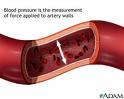 Blood pressure is the measurement
of force applied to artery walls
ADAM.